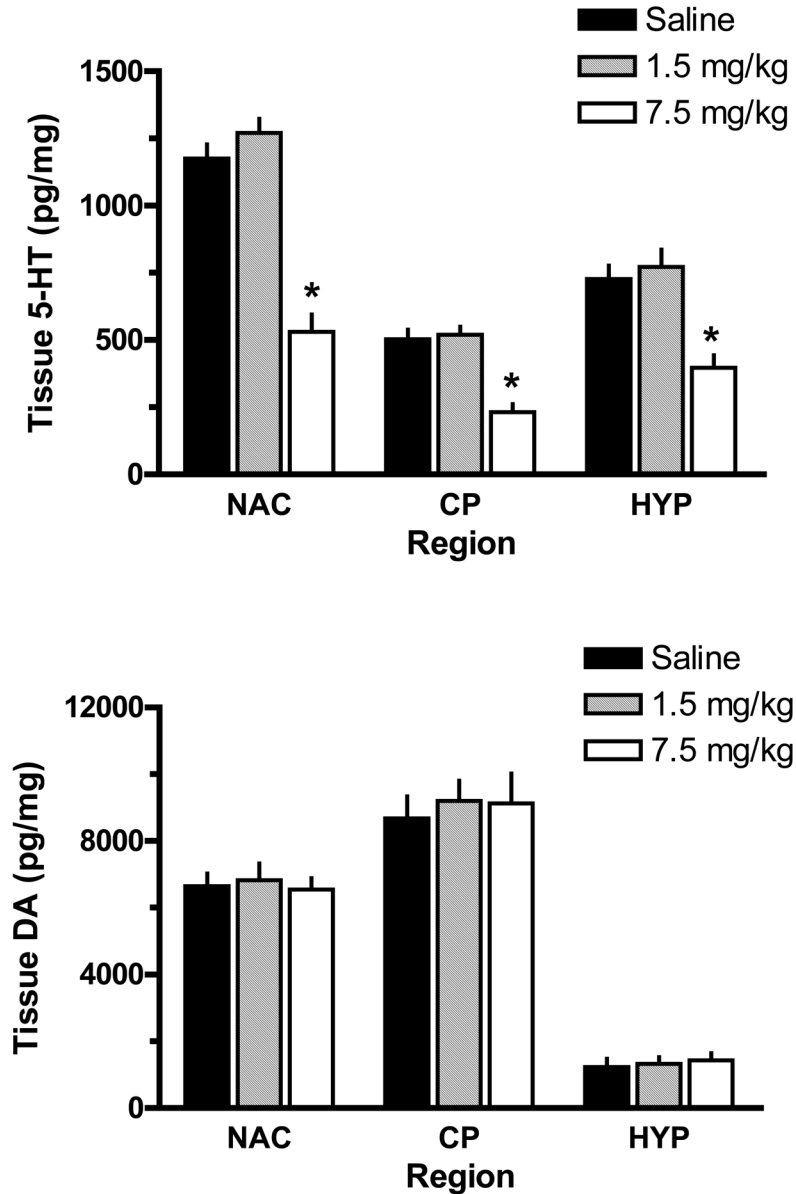 Saline
1.5 mg/kg
7.5 mg/kg
1500
1000
500
0
Tissue 5-HT (pg/mg)
*
*
*
NAC CP HYP
Region
Saline
1.5 mg/kg
7.5 mg/kg
12000
8000
4000
0
Tissue DA (pg/mg)
NAC CP HYP
Region